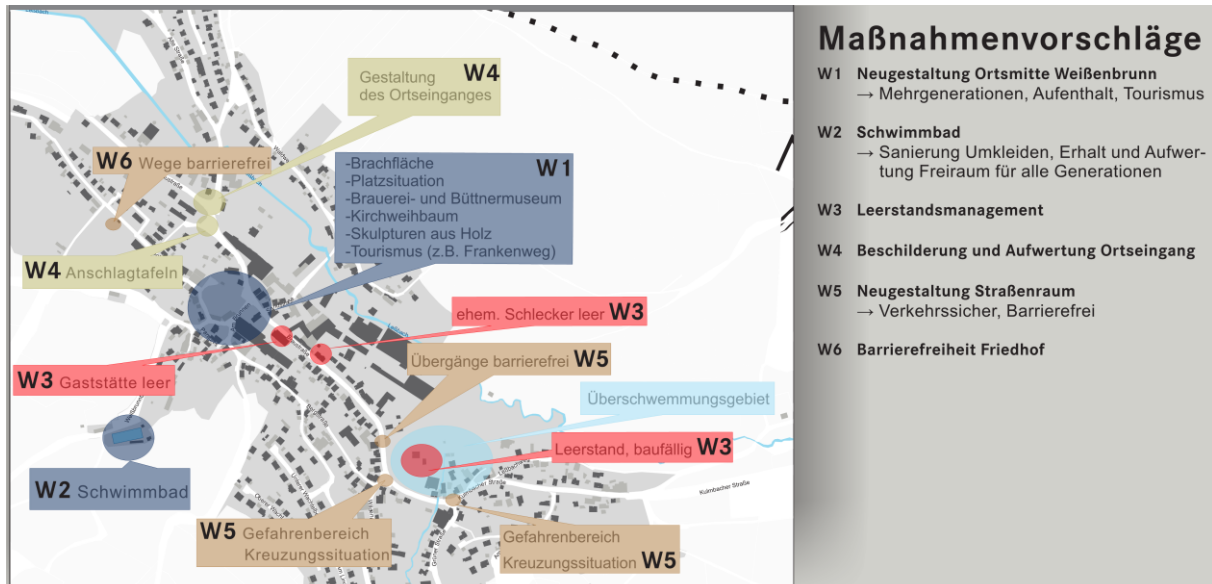 Gestaltung W4
des Ortseinganges
W6 Wege barrierefrei
-Brachfläche W1
-Platzsituation
-Brauerei- und Büttnermuseum
-Kirchweihbaum
-Skulpturen aus Holz
-Tourismus (z.B. Frankenweg)
W4 Anschlagtafeln
ehem. Schlecker leer W3
W3 Gaststätte leer
Übergänge barrierefrei W5
Überschwemmungsgebiet
Leerstand, baufällig W3
W2 Schwimmbad
Kulmbacher Straße
Kulmbacher Straße
W5 Gefahrenbereich
Kreuzungssituation
Gefahrenbereich
Kreuzungssituation W5
Maßnahmenvorschläge
W1 Neugestaltung Ortsmitte Weißenbrunn
→ Mehrgenerationen, Aufenthalt, Tourismus
W2 Schwimmbad
→ Sanierung Umkleiden, Erhalt und Aufwer-
tung Freiraum für alle Generationen
W3 Leerstandsmanagement
W4 Beschilderung und Aufwertung Ortseingang
W5 Neugestaltung Straßenraum
→ Verkehrssicher, Barrierefrei
W6 Barrierefreiheit Friedhof